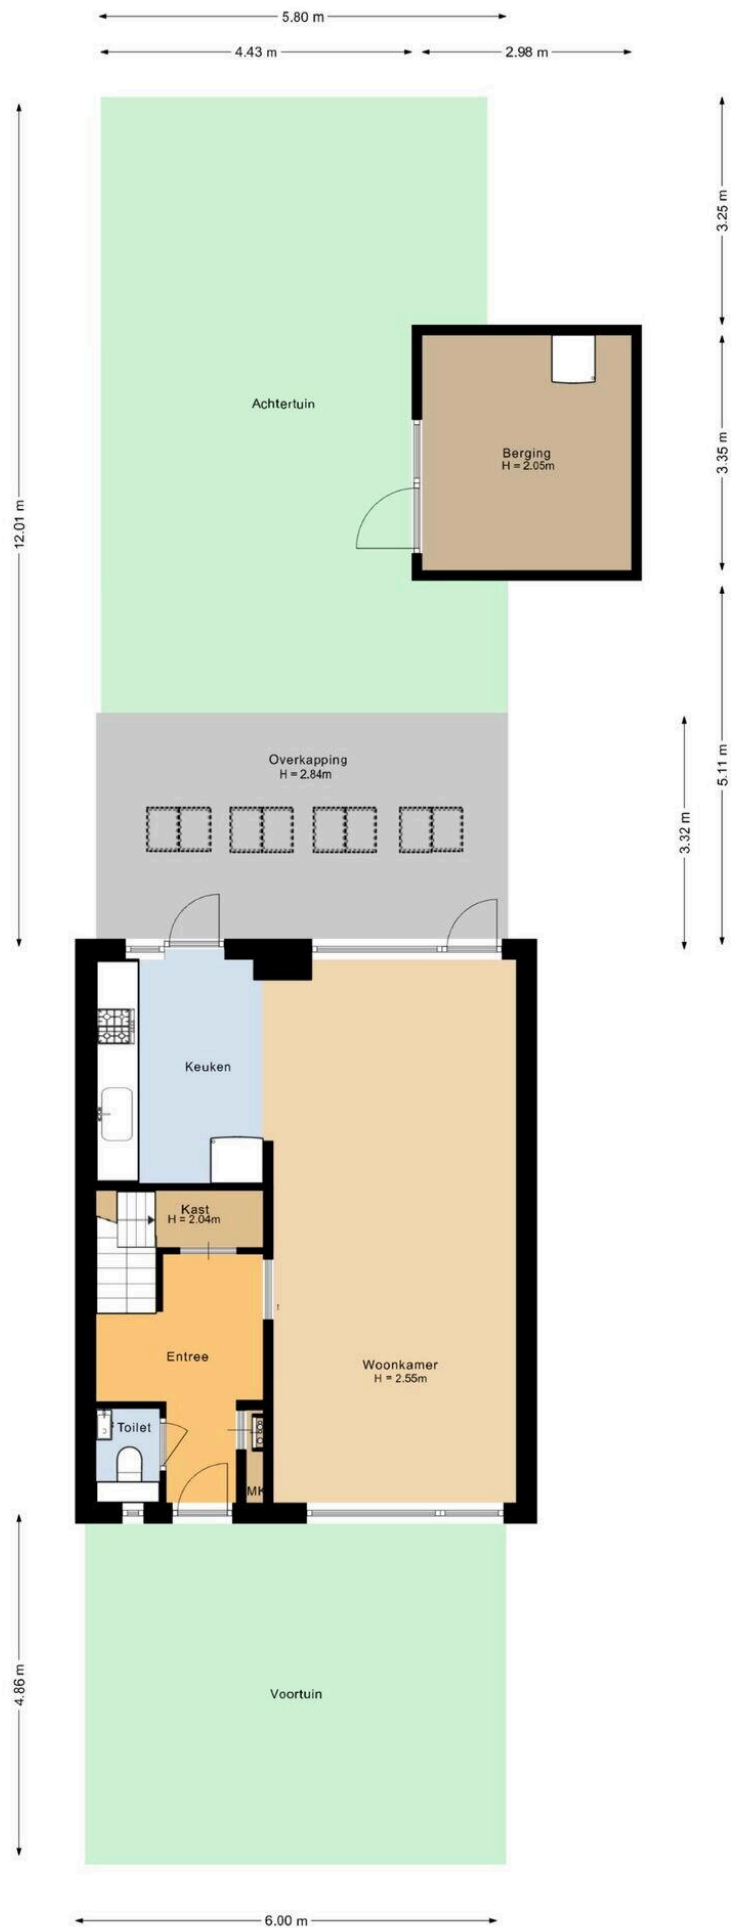 5.80 m
4.43 m
2.98 m
3.25 m
Achtertuin
12.01 m
Berging
H = 2.05m
3.35 m
Overkapping
H = 2.84m
5.11 m
3.32 m
Keuken
Kast
H = 2.04m
Entree
Woonkamer
H = 2.55m
Toilet
MK
4.86 m
Voortuin
6.00 m